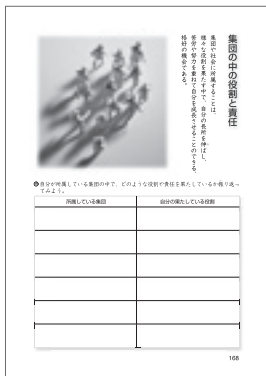 集団の中の役割と責任
集団や社会に所属することは、
様々な役割を果たす中で、自分の長所を伸ばし、
苦労や努力を重ねて自分を成長させることのできる、
格好の機会である。
自分が所属している集団の中で、どのような役割や責任を果たしているか振り返っ
てみよう。
所属している集団
自分の果たしている役割
168